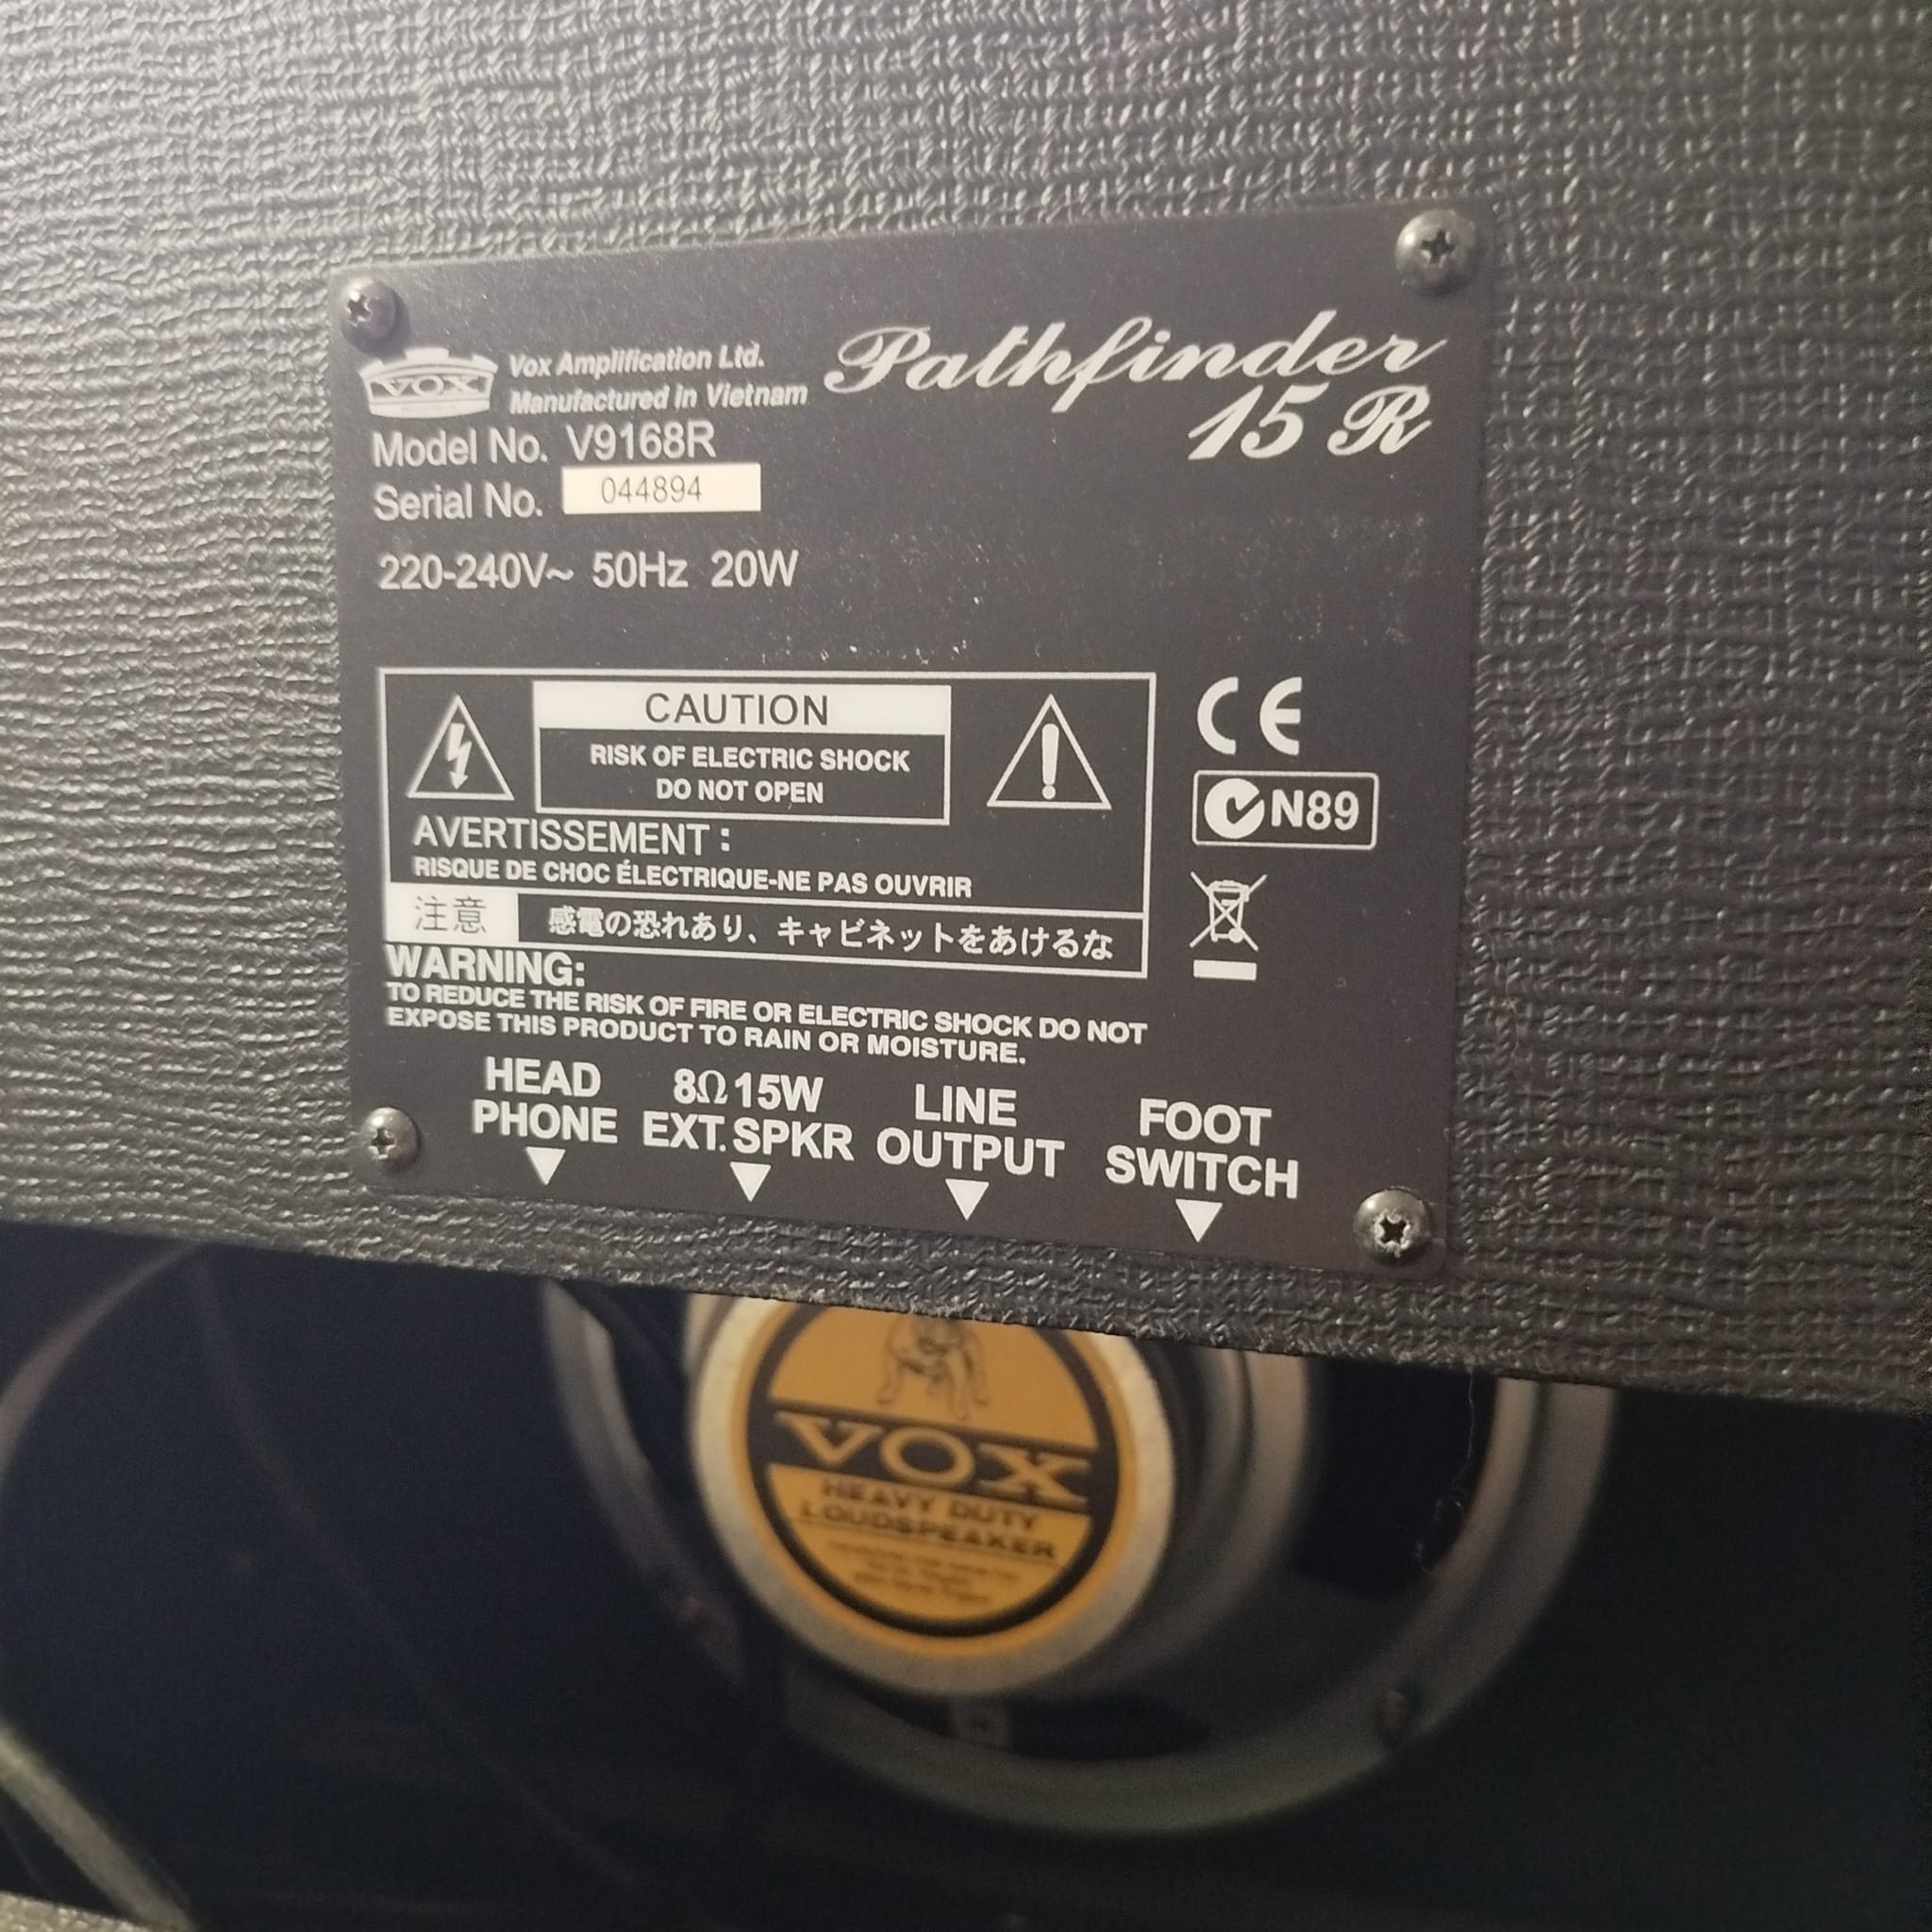 VOX
Vox Amplification Ltd.
Manufactured in Vietnam
Pathfinder
15 R
Model No. V9168R
Serial No. 044894
220-240V~ 50Hz 20W
CAUTION
RISK OF ELECTRIC SHOCK
DO NOT OPEN
AVERTISSEMENT :
RISQUE DE CHOC ÉLECTRIQUE-NE PAS OUVRIR
注意 感電の恐れあり、キャビネットをあけるな
CE
N89
WARNING:
TO REDUCE THE RISK OF FIRE OR ELECTRIC SHOCK DO NOT
EXPOSE THIS PRODUCT TO RAIN OR MOISTURE.
HEAD
PHONE
8Ω 15W
EXT. SPKR
LINE
OUTPUT
FOOT
SWITCH
VOX
HEAVY DUTY
LOUDSPEAKER